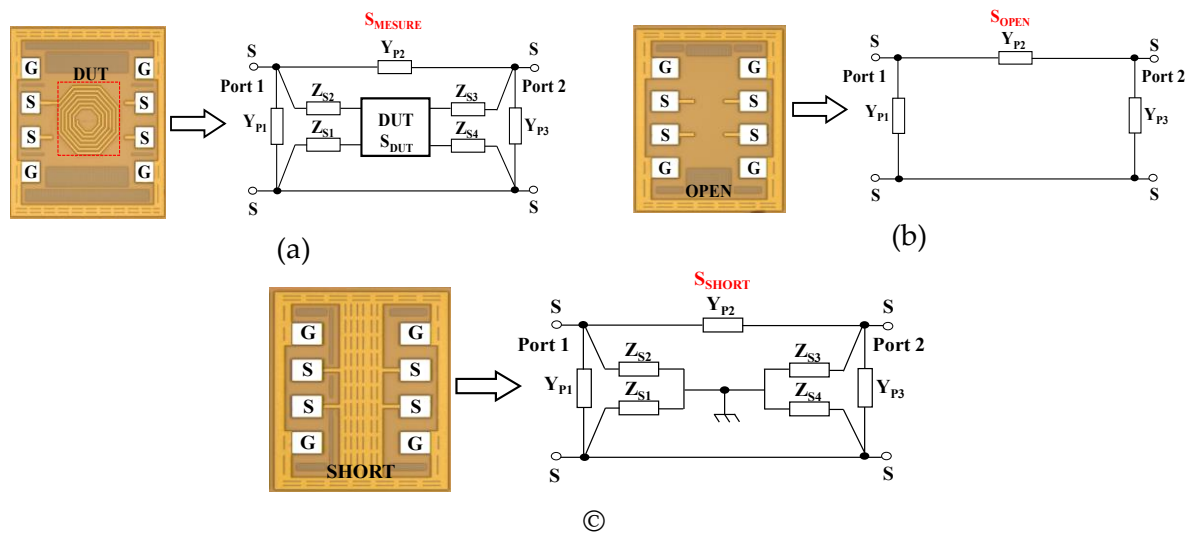 S_MESURE
S S
Y_P2
G G
DUT
Port 1 Port 2
S S
Z_S2 Z_S3
Y_P1 DUT Y_P3
S_DUT
Z_S1 Z_S4
S S
G G
S S
(a)
S_OPEN
S S
Y_P2
G G
Port 1 Port 2
S S
Y_P1 Y_P3
S S
G G
OPEN
S S
(b)
S_SHORT
S S
Y_P2
G G
Port 1 Port 2
Z_S2 Z_S3
S S
Y_P1 Y_P3
Z_S1 Z_S4
S S
G G
SHORT
S S
©